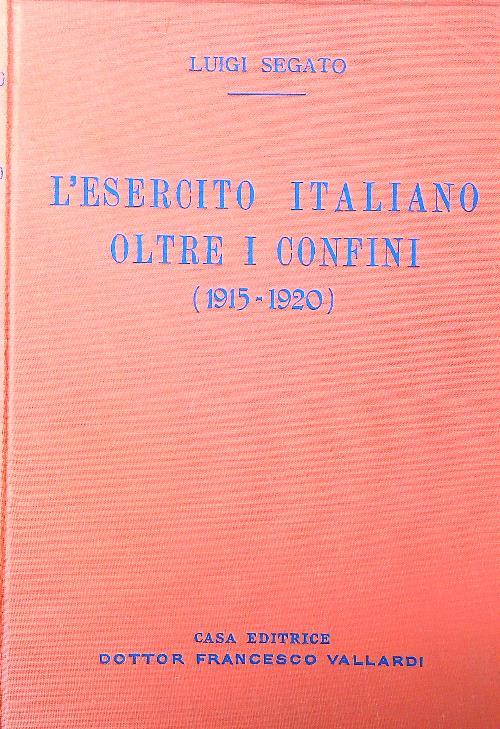 LUIGI SEGATO
L'ESERCITO ITALIANO
OLTRE I CONFINI
(1915-1920)
CASA EDITRICE
DOTTOR FRANCESCO VALLARDI